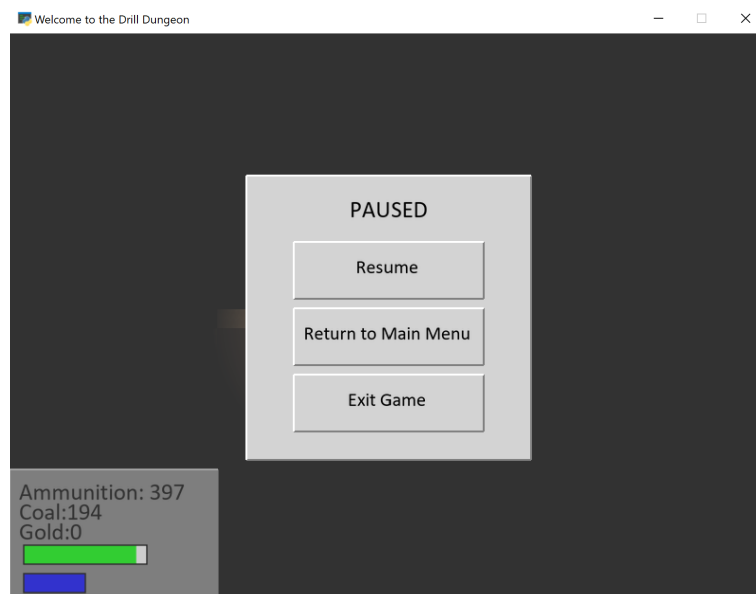 Welcome to the Drill Dungeon
PAUSED
Resume
Return to Main Menu
Exit Game
Ammunition: 397
Coal:194
Gold:0